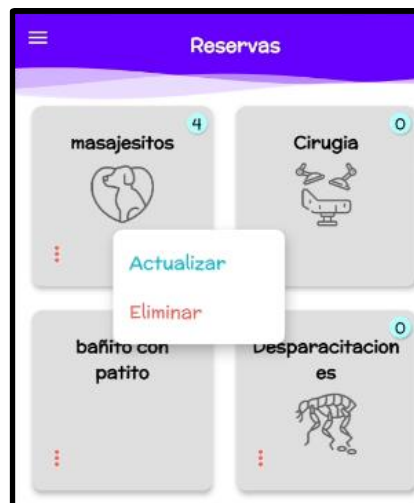 Reservas
4
masajesitos
0
Cirugia
Actualizar
Eliminar
bañito con
patito
0
Desparacitacion
es